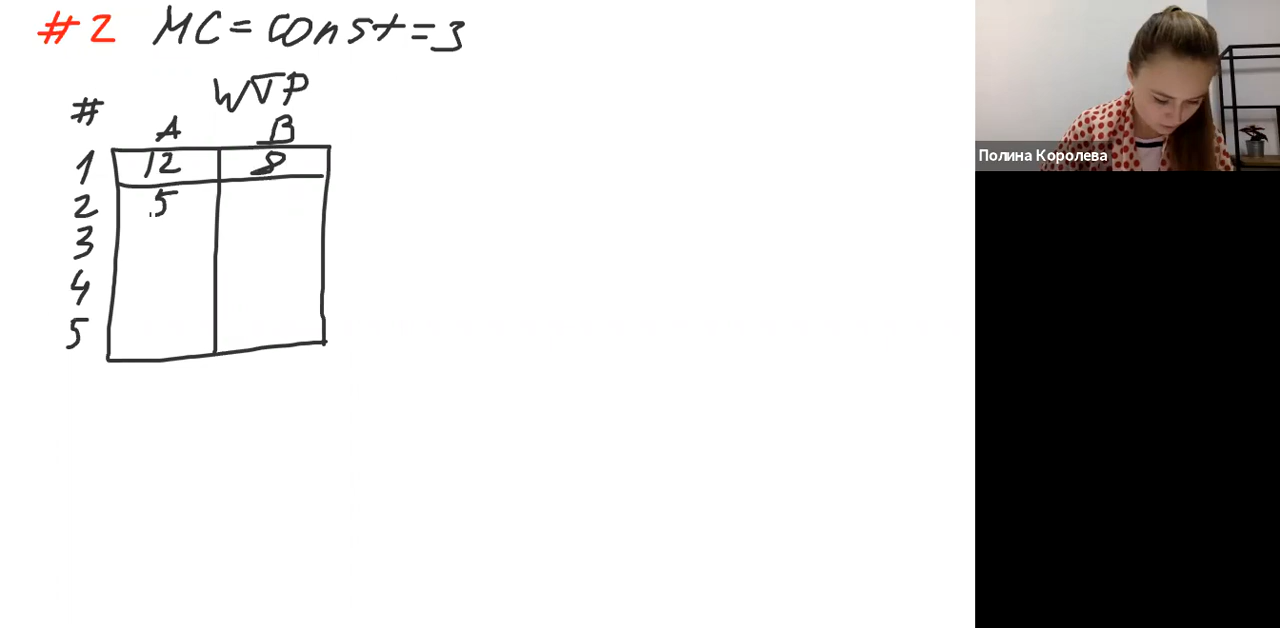 #2 MC = const = 3
WTP
# A B
1 12 8
2 5
3
4
5
Полина Королева